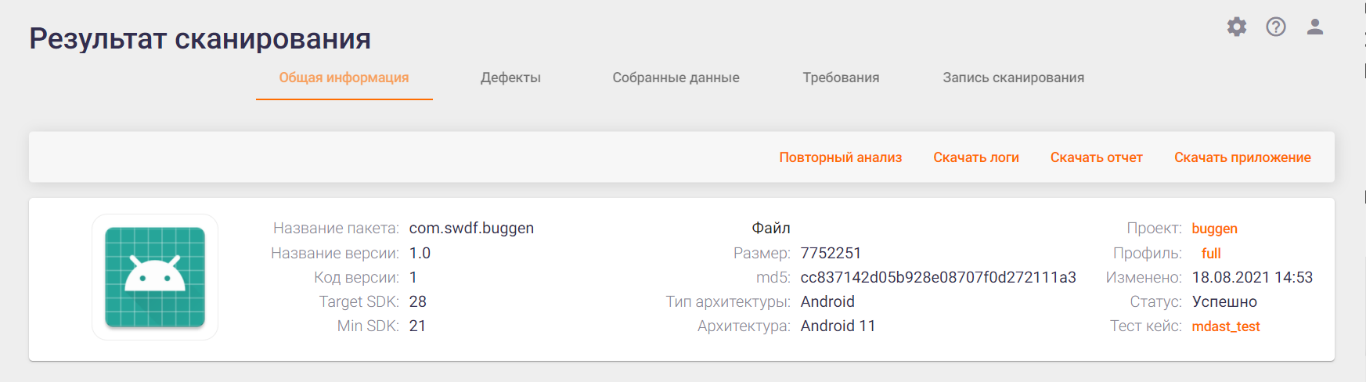 Результат сканирования
Общая информация Дефекты Собранные данные Требования Запись сканирования
Повторный анализ Скачать логи Скачать отчет Скачать приложение
Название пакета: com.swdf.buggen
Название версии: 1.0
Код версии: 1
Target SDK: 28
Min SDK: 21
Файл
Размер: 7752251
md5: cc837142d05b928e08707f0d272111a3
Тип архитектуры: Android
Архитектура: Android 11
Проект: buggen
Профиль: full
Изменено: 18.08.2021 14:53
Статус: Успешно
Тест кейс: mdast_test